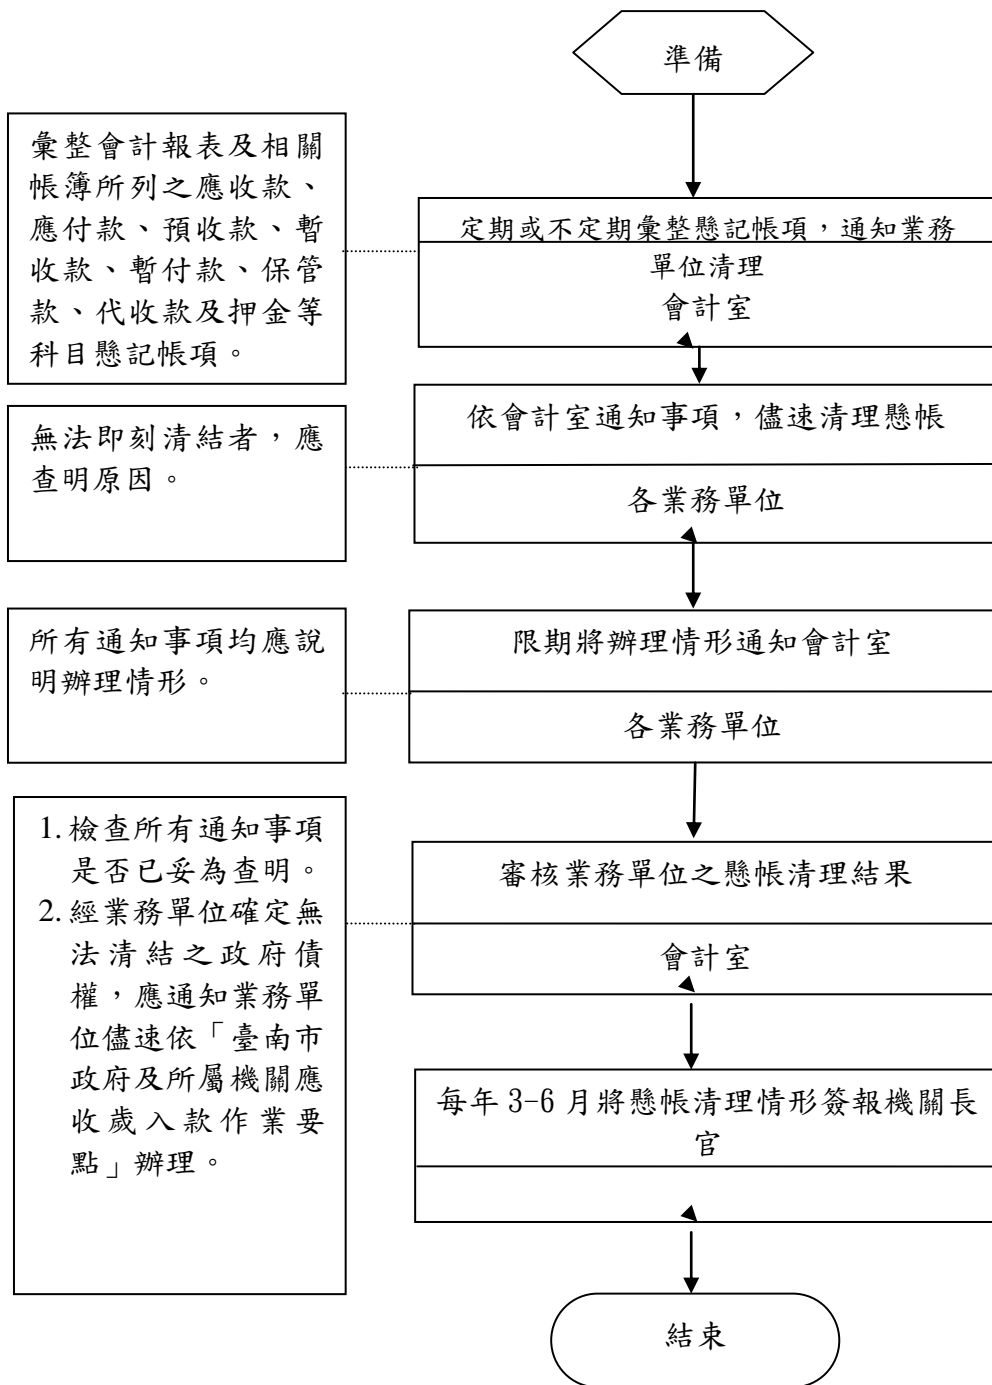 準備
彙整會計報表及相關
帳簿所列之應收款、
應付款、預收款、暫
收款、暫付款、保管
款、代收款及押金等
科目懸記帳項。
定期或不定期彙整懸記帳項，通知業務
單位清理
會計室
無法即刻清結者，應
查明原因。
依會計室通知事項，儘速清理懸帳
各業務單位
所有通知事項均應說
明辦理情形。
限期將辦理情形通知會計室
各業務單位
1. 檢查所有通知事項
是否已妥為查明。
2. 經業務單位確定無
法清結之政府債
權，應通知業務單
位儘速依「臺南市
政府及所屬機關應
收歲入款作業要
點」辦理。
審核業務單位之懸帳清理結果
會計室
每年 3-6 月將懸帳清理情形簽報機關長
官
結束